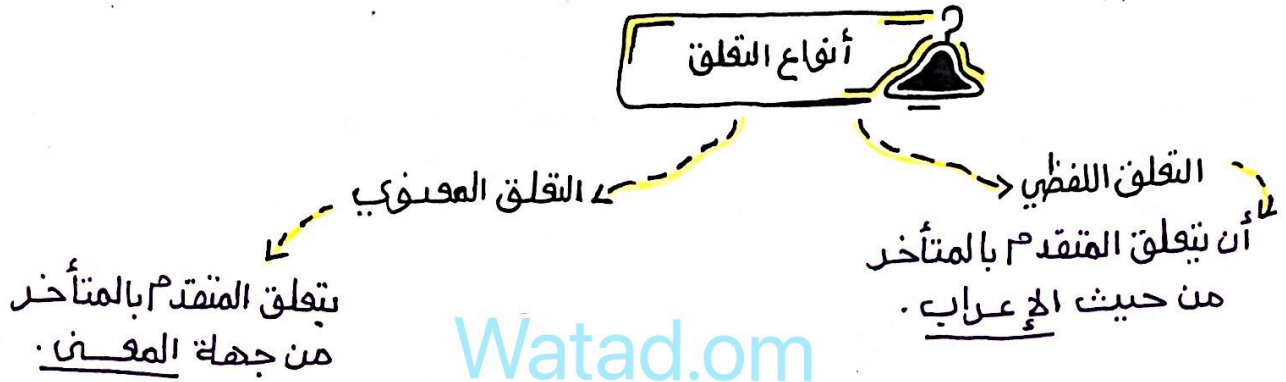 أنواع التعلق
التعلق اللفظي
أن يتعلق المتقدم بالمتأخر
من حيث الإعراب.
التعلق المعنوي
يتعلق المتقدم بالمتأخر
من جهة المعنى.
Watad.om